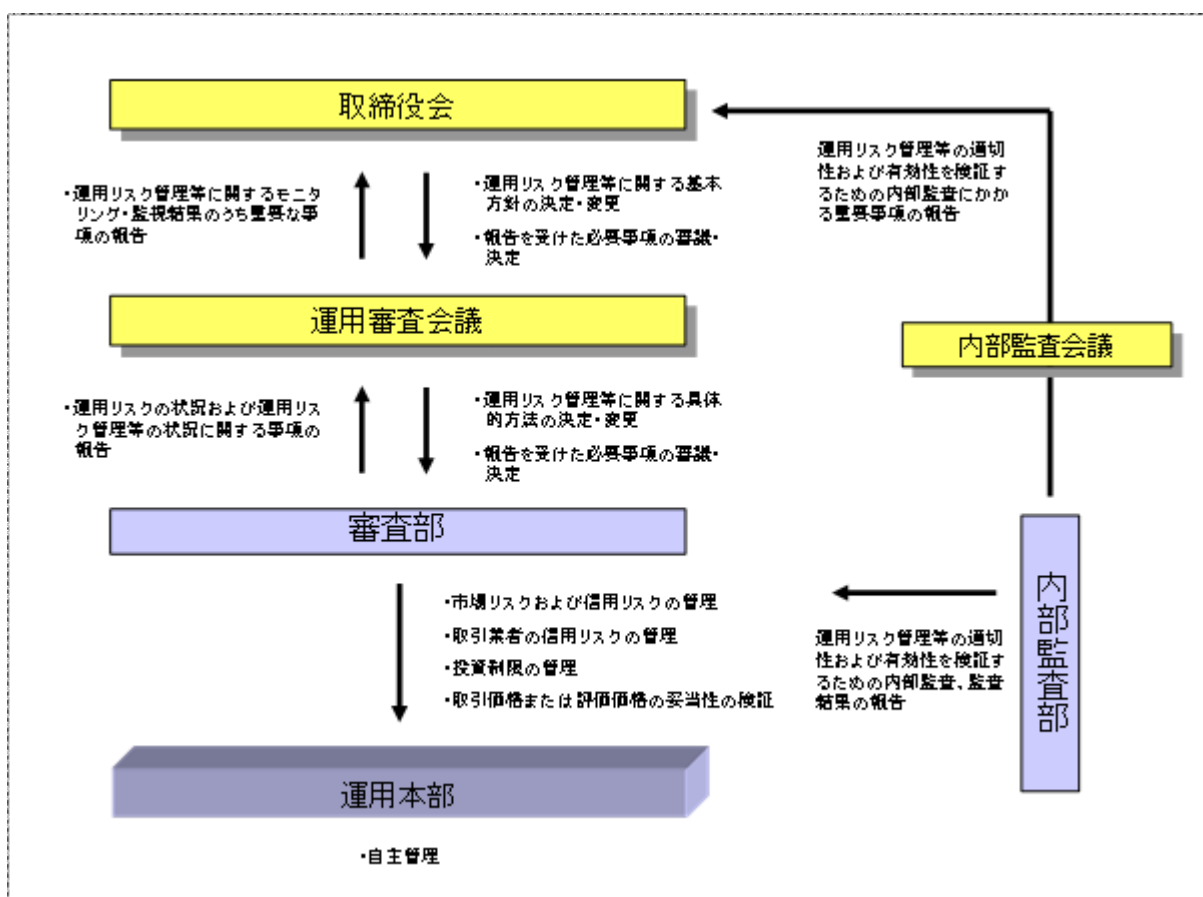 取締役会
・運用リスク管理等に関するモニ
タリング・監視結果のうち重要な事
項の報告
・運用リスク管理等に関する基本
方針の決定・変更
・報告を受けた必要事項の審議・
決定
運用リスク管理等の適切
性および有効性を検証す
るための内部監査にかか
る重要事項の報告
運用審査会議
内部監査会議
・運用リスクの状況および運用リス
ク管理等の状況に関する事項の
報告
・運用リスク管理等に関する具体
的方法の決定・変更
・報告を受けた必要事項の審議・
決定
審査部
内部監査部
・市場リスクおよび信用リスクの管理
・取引業者の信用リスクの管理
・投資制限の管理
・取引価格または評価価格の妥当性の検証
運用リスク管理等の適切
性および有効性を検証す
るための内部監査、監査
結果の報告
運用本部
・自主管理